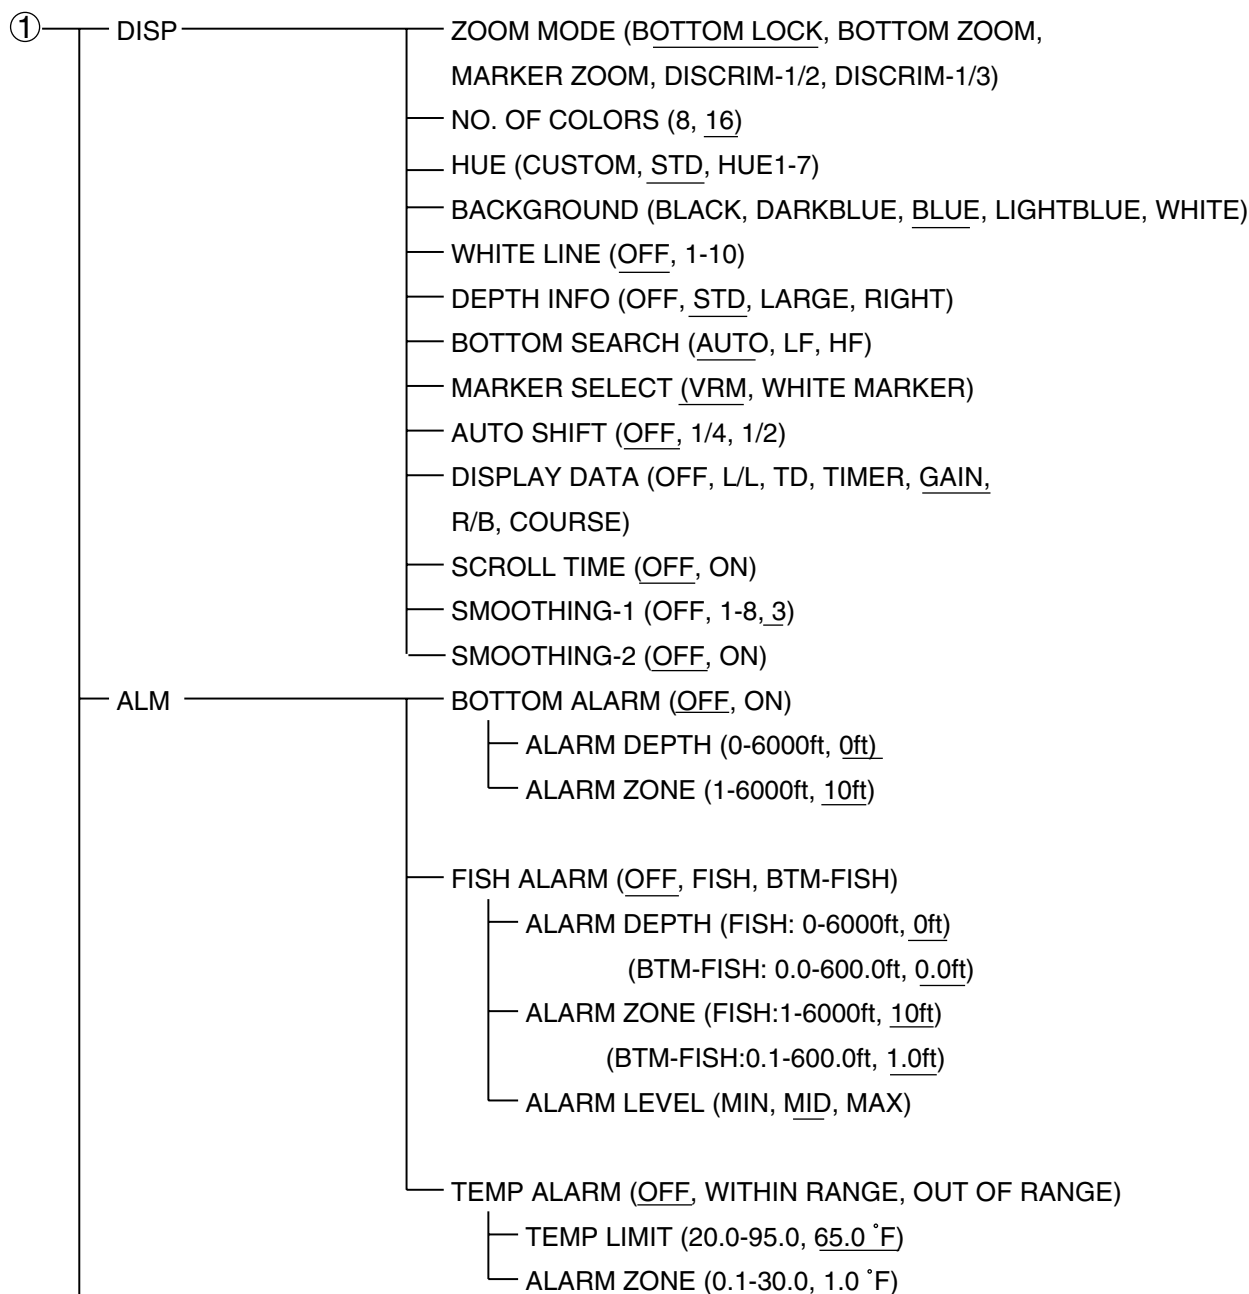 ① DISP ZOOM MODE (BOTTOM LOCK, BOTTOM ZOOM,
MARKER ZOOM, DISCRIM-1/2, DISCRIM-1/3)
NO. OF COLORS (8, 16)
HUE (CUSTOM, STD, HUE1-7)
BACKGROUND (BLACK, DARKBLUE, BLUE, LIGHTBLUE, WHITE)
WHITE LINE (OFF, 1-10)
DEPTH INFO (OFF, STD, LARGE, RIGHT)
BOTTOM SEARCH (AUTO, LF, HF)
MARKER SELECT (VRM, WHITE MARKER)
AUTO SHIFT (OFF, 1/4, 1/2)
DISPLAY DATA (OFF, L/L, TD, TIMER, GAIN,
R/B, COURSE)
SCROLL TIME (OFF, ON)
SMOOTHING-1 (OFF, 1-8, 3)
SMOOTHING-2 (OFF, ON)
ALM BOTTOM ALARM (OFF, ON)
ALARM DEPTH (0-6000ft, 0ft)
ALARM ZONE (1-6000ft, 10ft)
FISH ALARM (OFF, FISH, BTM-FISH)
ALARM DEPTH (FISH: 0-6000ft, 0ft)
(BTM-FISH: 0.0-600.0ft, 0.0ft)
ALARM ZONE (FISH:1-6000ft, 10ft)
(BTM-FISH:0.1-600.0ft, 1.0ft)
ALARM LEVEL (MIN, MID, MAX)
TEMP ALARM (OFF, WITHIN RANGE, OUT OF RANGE)
TEMP LIMIT (20.0-95.0, 65.0 ˚F)
ALARM ZONE (0.1-30.0, 1.0 ˚F)